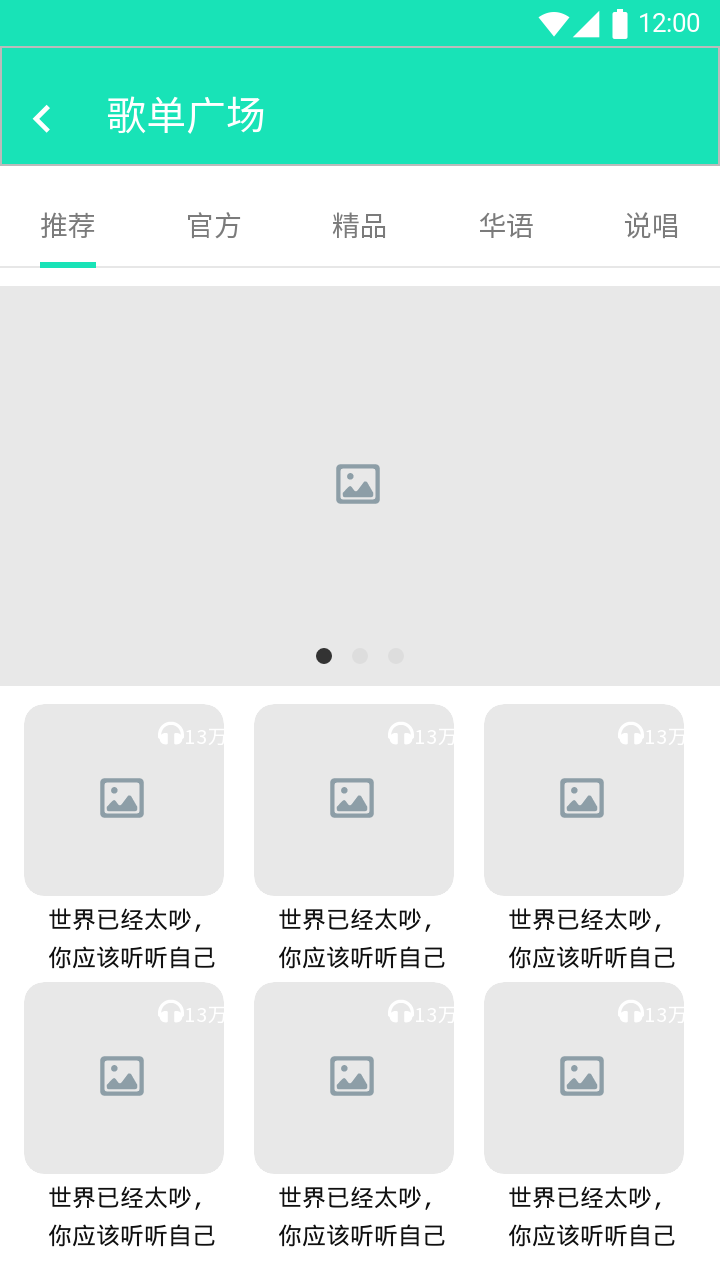 12:00
歌单广场
推荐 官方 精品 华语 说唱
13万 13万 13万
世界已经太吵, 世界已经太吵, 世界已经太吵,
你应该听听自己 你应该听听自己 你应该听听自己
13万 13万 13万
世界已经太吵, 世界已经太吵, 世界已经太吵,
你应该听听自己 你应该听听自己 你应该听听自己